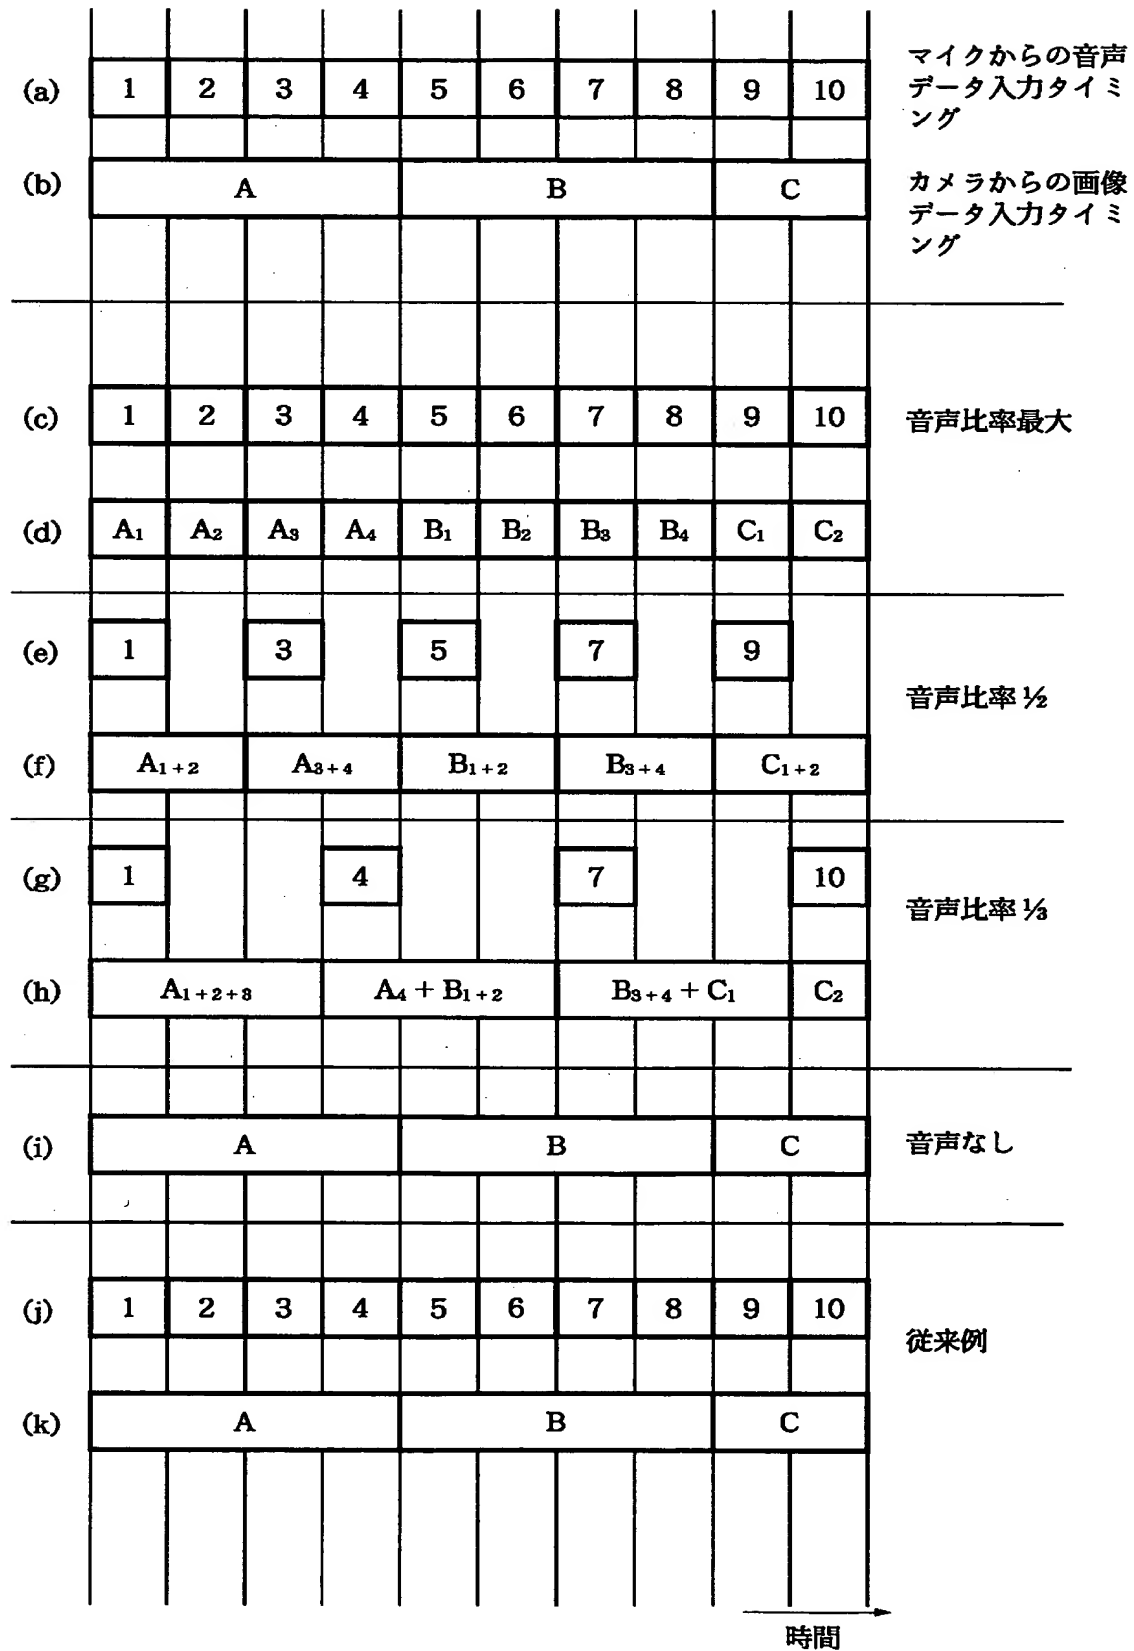 (a) 1 2 3 4 5 6 7 8 9 10
マイクからの音声
データ入力タイミ
ング
(b) A B C
カメラからの画像
データ入力タイミ
ング
(c) 1 2 3 4 5 6 7 8 9 10
音声比率最大
(d) A₁ A₂ A₃ A₄ B₁ B₂ B₃ B₄ C₁ C₂
(e) 1 3 5 7 9
音声比率 ½
(f) A₁₊₂ A₃₊₄ B₁₊₂ B₃₊₄ C₁₊₂
(g) 1 4 7 10
音声比率 ⅓
(h) A₁₊₂₊₃ A₄ + B₁₊₂ B₃₊₄ + C₁ C₂
(i) A B C
音声なし
(j) 1 2 3 4 5 6 7 8 9 10
従来例
(k) A B C
時間